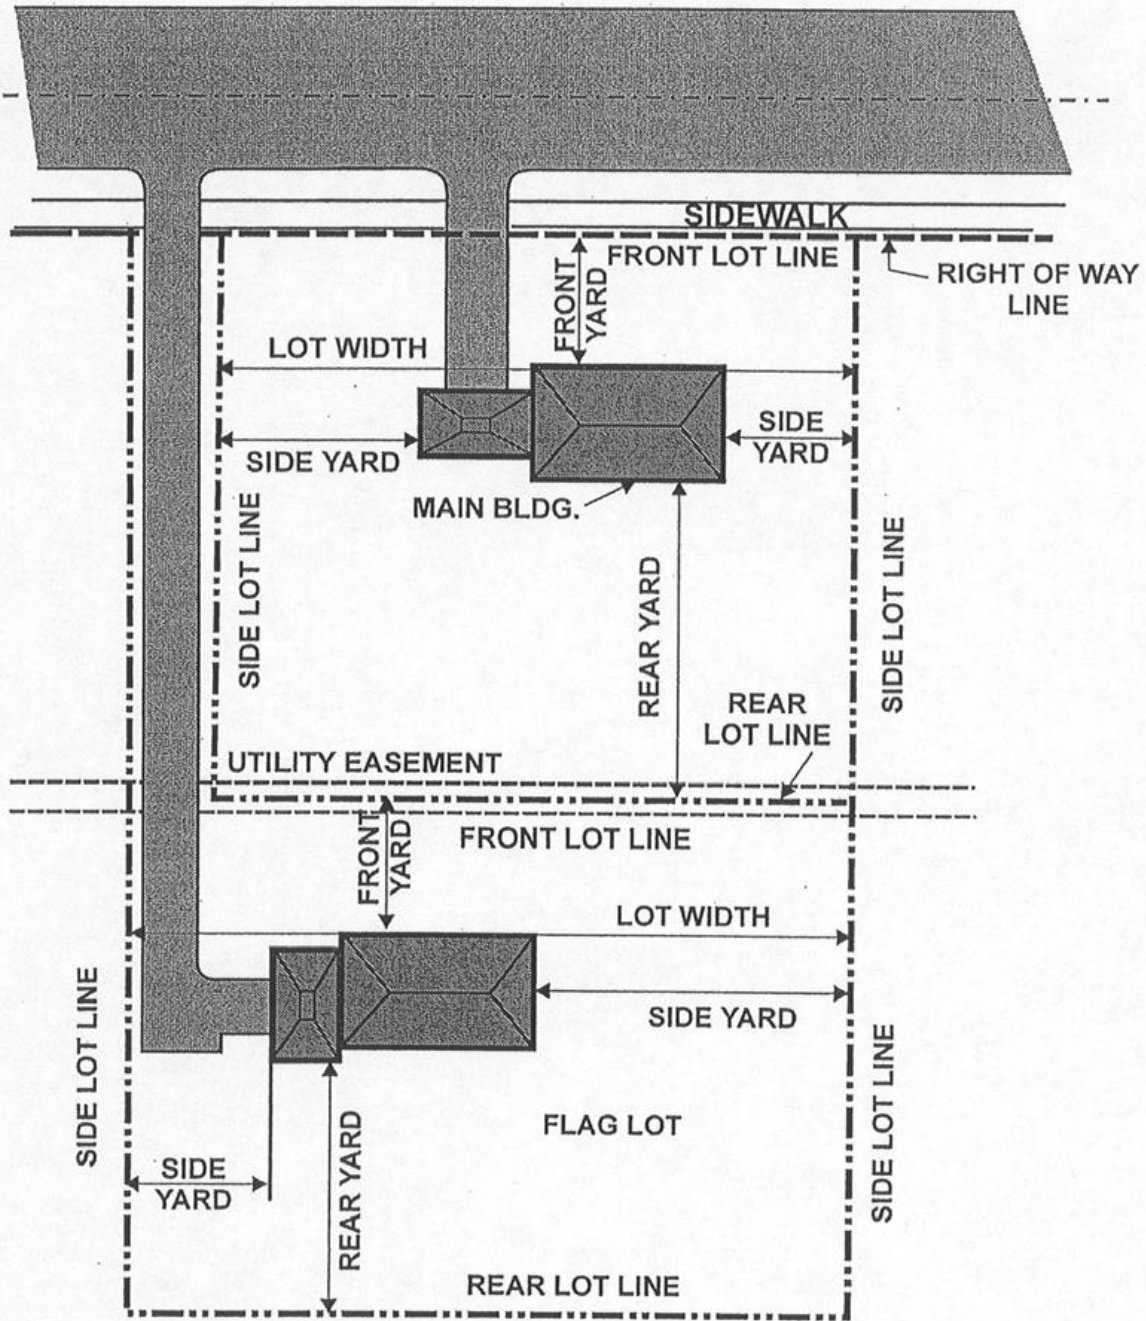 SIDEWALK
FRONT LOT LINE
RIGHT OF WAY
LINE
FRONT
YARD
LOT WIDTH
SIDE YARD
SIDE
YARD
MAIN BLDG.
SIDE LOT LINE
SIDE LOT LINE
REAR YARD
REAR
LOT LINE
UTILITY EASEMENT
FRONT LOT LINE
FRONT
YARD
LOT WIDTH
SIDE YARD
SIDE LOT LINE
SIDE LOT LINE
FLAG LOT
SIDE
YARD
REAR YARD
REAR LOT LINE